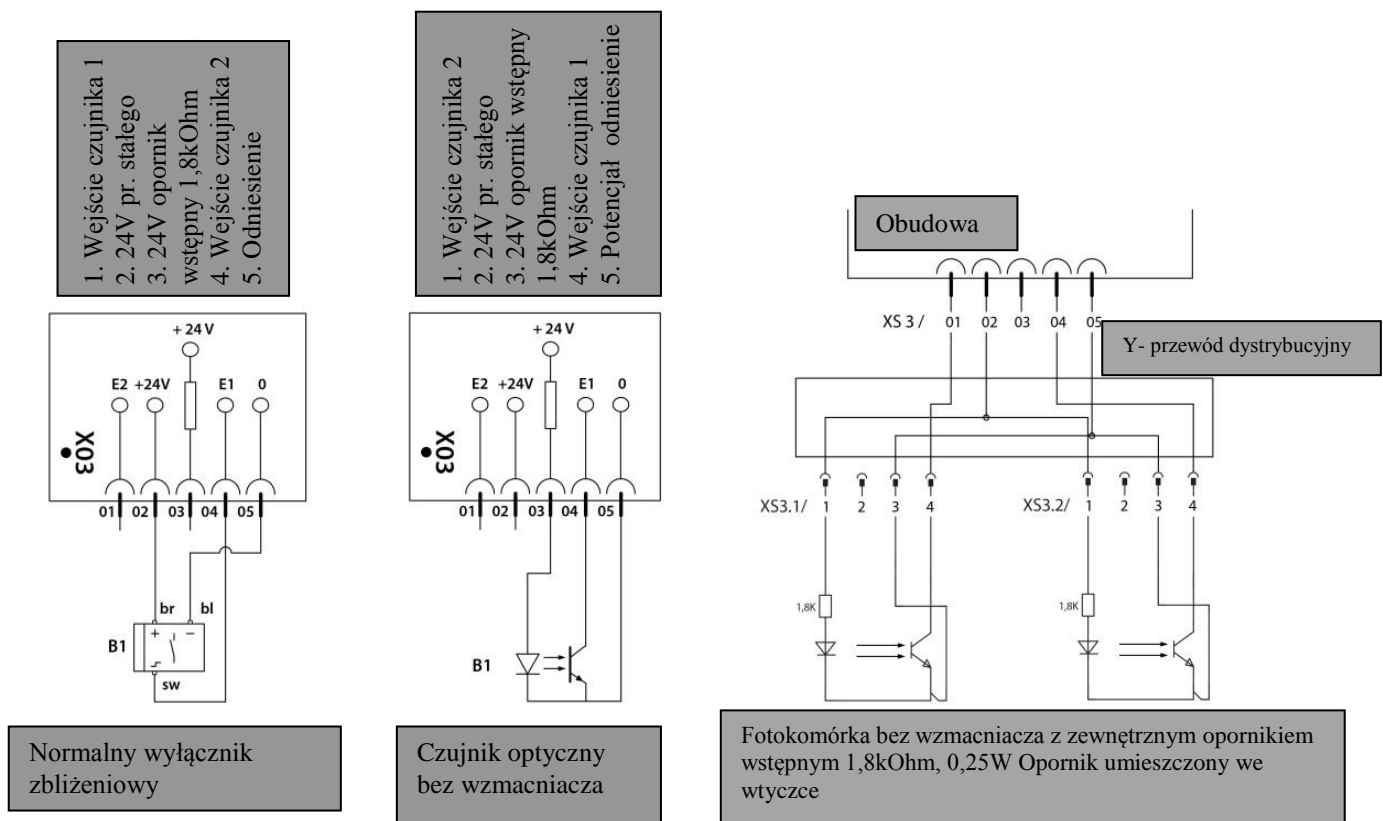 1. Wejście czujnika 1
2. 24V pr. stałego
3. 24V opornik
wstępny 1,8kOhm
4. Wejście czujnika 2
5. Odniesienie
+ 24 V
E2 +24V E1 0
X03
01 02 03 04 05
br bl
+ −
B1
sw
Normalny wyłącznik
zbliżeniowy
1. Wejście czujnika 2
2. 24V pr. stałego
3. 24V opornik wstępny
1,8kOhm
4. Wejście czujnika 1
5. Potencjał odniesienie
+ 24 V
E2 +24V E1 0
X03
01 02 03 04 05
B1
Czujnik optyczny
bez wzmacniacza
Obudowa
XS 3 / 01 02 03 04 05
Y- przewód dystrybucyjny
XS3.1/ 1 2 3 4
XS3.2/ 1 2 3 4
1,8K
1,8K
Fotokomórka bez wzmacniacza z zewnętrznym opornikiem
wstępnym 1,8kOhm, 0,25W Opornik umieszczony we
wtyczce